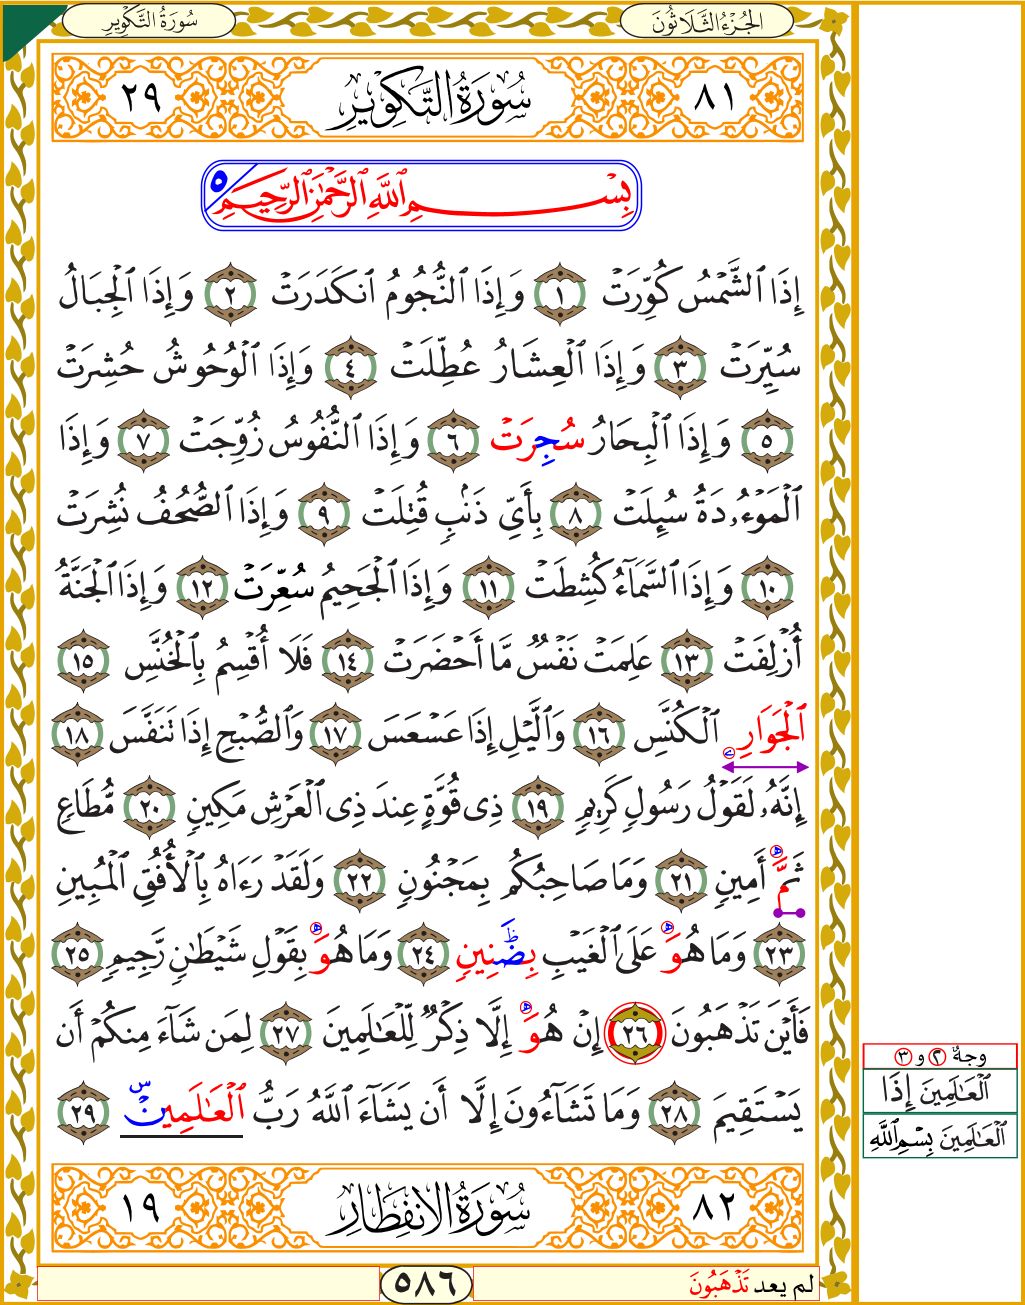 سُورَةُ التَّكْوِيرِ
الجُزْءُ الثَّلَاثُونَ
٨١ سُورَةُ التَّكْوِيرِ ٢٩
بِسْمِ ٱللَّهِ ٱلرَّحْمَٰنِ ٱلرَّحِيمِ ٥
إِذَا ٱلشَّمْسُ كُوِّرَتْ ١ وَإِذَا ٱلنُّجُومُ ٱنكَدَرَتْ ٢ وَإِذَا ٱلْجِبَالُ
سُيِّرَتْ ٣ وَإِذَا ٱلْعِشَارُ عُطِّلَتْ ٤ وَإِذَا ٱلْوُحُوشُ حُشِرَتْ
٥ وَإِذَا ٱلْبِحَارُ سُجِرَتْ ٦ وَإِذَا ٱلنُّفُوسُ زُوِّجَتْ ٧ وَإِذَا
ٱلْمَوْءُۥدَةُ سُئِلَتْ ٨ بِأَيِّ ذَنۢبٍ قُتِلَتْ ٩ وَإِذَا ٱلصُّحُفُ نُشِرَتْ
١٠ وَإِذَا ٱلسَّمَآءُ كُشِطَتْ ١١ وَإِذَا ٱلْجَحِيمُ سُعِّرَتْ ١٢ وَإِذَا ٱلْجَنَّةُ
أُزْلِفَتْ ١٣ عَلِمَتْ نَفْسٌ مَّا أَحْضَرَتْ ١٤ فَلَا أُقْسِمُ بِٱلْخُنَّسِ ١٥
ٱلْجَوَارِ ٱلْكُنَّسِ ١٦ وَٱلَّيْلِ إِذَا عَسْعَسَ ١٧ وَٱلصُّبْحِ إِذَا تَنَفَّسَ ١٨
إِنَّهُۥ لَقَوْلُ رَسُولٍ كَرِيمٍ ١٩ ذِى قُوَّةٍ عِندَ ذِى ٱلْعَرْشِ مَكِينٍ ٢٠ مُّطَاعٍ
ثَمَّ أَمِينٍ ٢١ وَمَا صَاحِبُكُم بِمَجْنُونٍ ٢٢ وَلَقَدْ رَءَاهُ بِٱلْأُفُقِ ٱلْمُبِينِ
٢٣ وَمَا هُوَ عَلَى ٱلْغَيْبِ بِضَنِينٍ ٢٤ وَمَا هُوَ بِقَوْلِ شَيْطَٰنٍ رَّجِيمٍ ٢٥
فَأَيْنَ تَذْهَبُونَ ٢٦ إِنْ هُوَ إِلَّا ذِكْرٌ لِّلْعَٰلَمِينَ ٢٧ لِمَن شَآءَ مِنكُمْ أَن
يَسْتَقِيمَ ٢٨ وَمَا تَشَآءُونَ إِلَّا أَن يَشَآءَ ٱللَّهُ رَبُّ ٱلْعَٰلَمِينَ ٢٩
٨٢ سُورَةُ الِانفِطَارِ ١٩
وجهٌ ٢ و ٣
ٱلْعَٰلَمِينَ إِذَا
ٱلْعَٰلَمِينَ بِسْمِ ٱللَّهِ
لم يعد تَذْهَبُونَ
٥٨٦